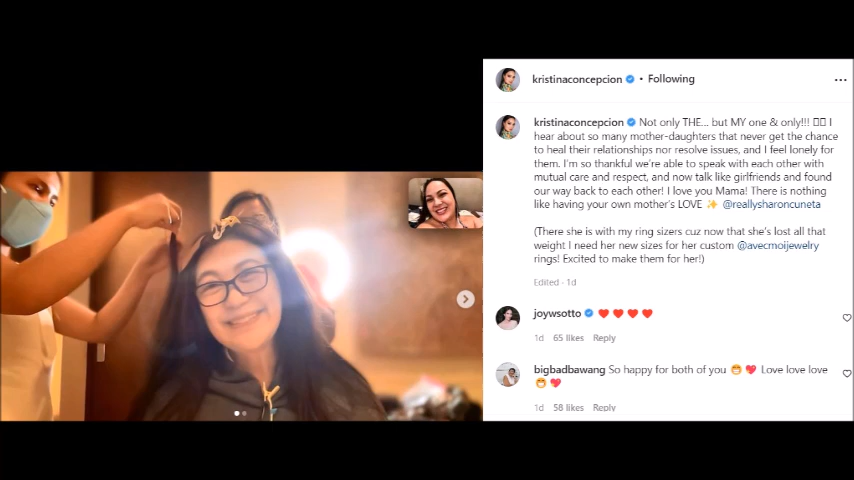 kristinaconcepcion • Following
kristinaconcepcion Not only THE... but MY one & only!!! I
hear about so many mother-daughters that never get the chance
to heal their relationships nor resolve issues, and I feel lonely for
them. I'm so thankful we're able to speak with each other with
mutual care and respect, and now talk like girlfriends and found
our way back to each other! I love you Mama! There is nothing
like having your own mother's LOVE ✨ @reallysharoncuneta
(There she is with my ring sizers cuz now that she's lost all that
weight I need her new sizes for her custom @avecmoijewelry
rings! Excited to make them for her!)
Edited · 1d
joywsotto ❤️❤️❤️❤️
1d 65 likes Reply
bigbadbawang So happy for both of you 😁 💖 Love love love
😁 💖
1d 58 likes Reply